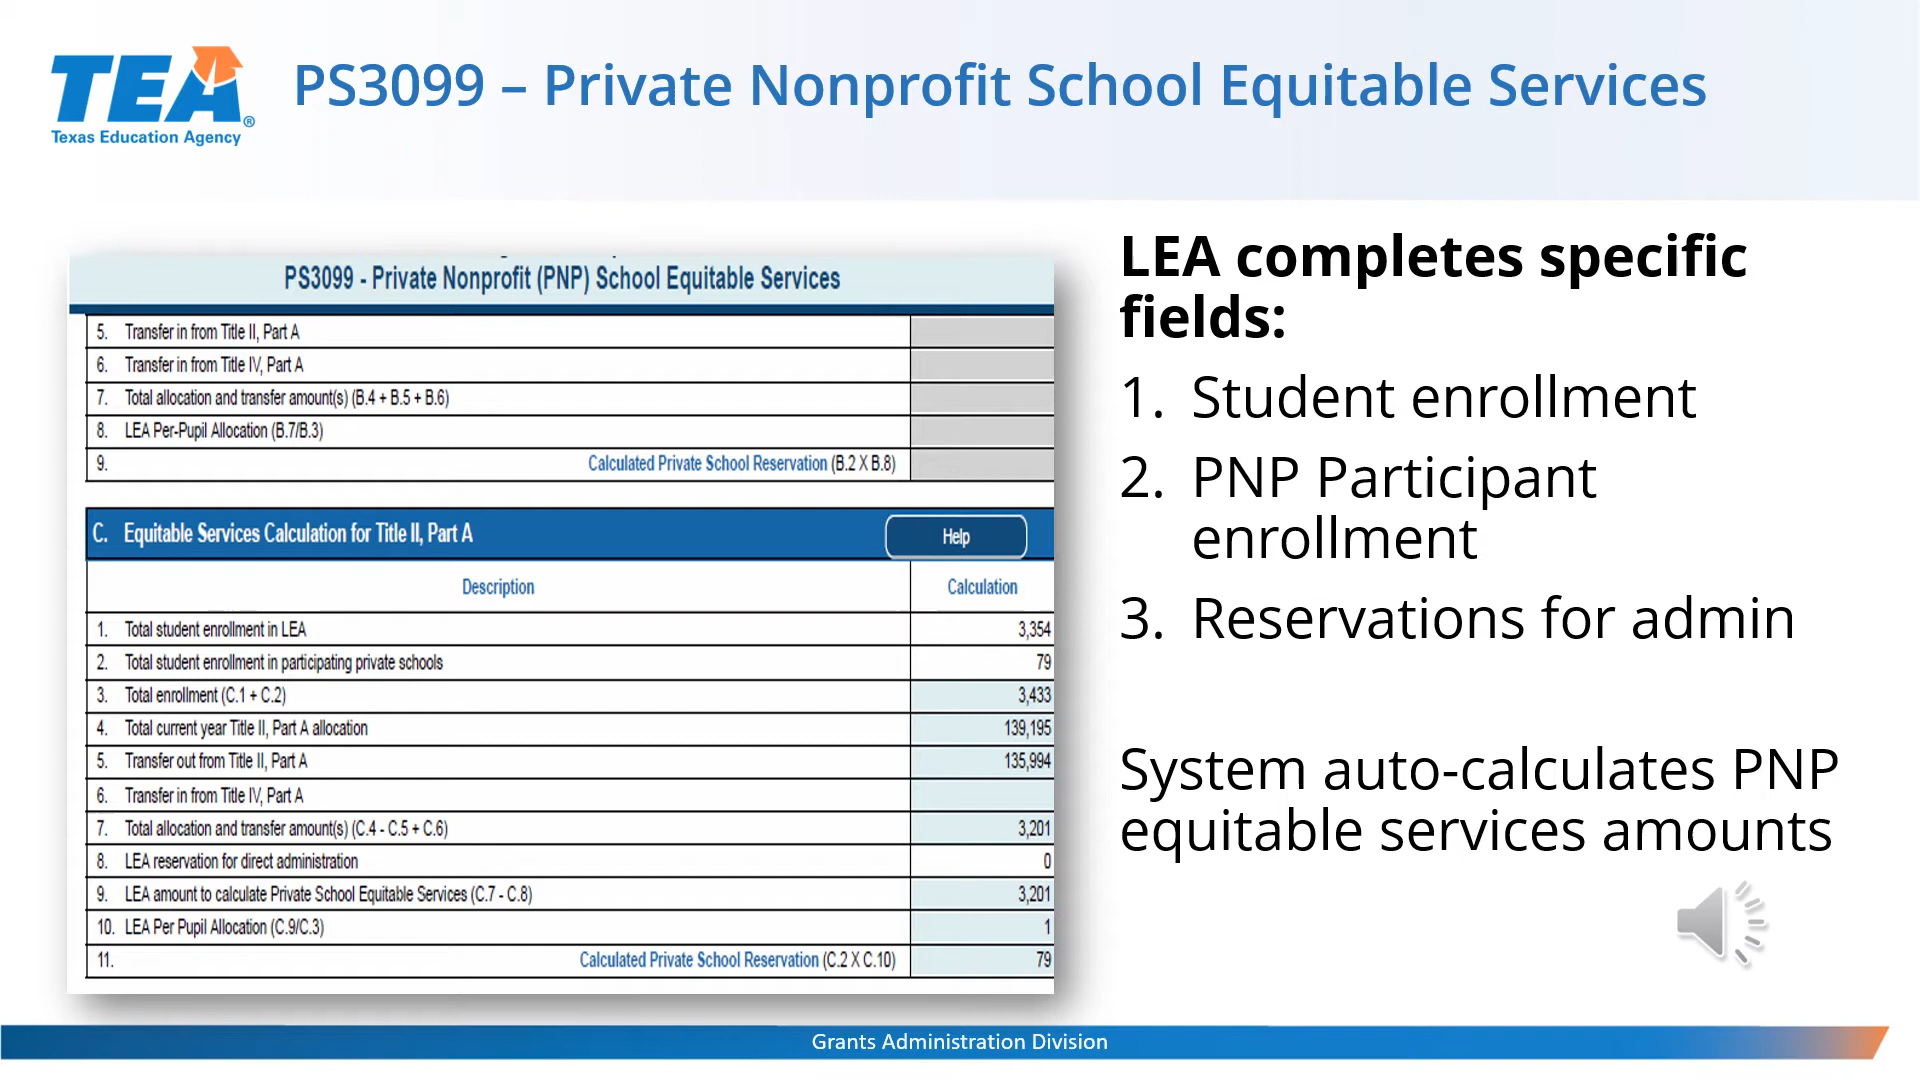 TEA®
Texas Education Agency
PS3099 – Private Nonprofit School Equitable Services
PS3099 - Private Nonprofit (PNP) School Equitable Services
5. Transfer in from Title II, Part A
6. Transfer in from Title IV, Part A
7. Total allocation and transfer amount(s) (B.4 + B.5 + B.6)
8. LEA Per-Pupil Allocation (B.7/B.3)
9. Calculated Private School Reservation (B.2 X B.8)
C. Equitable Services Calculation for Title II, Part A Help
Description Calculation
1. Total student enrollment in LEA 3,354
2. Total student enrollment in participating private schools 79
3. Total enrollment (C.1 + C.2) 3,433
4. Total current year Title II, Part A allocation 139,195
5. Transfer out from Title II, Part A 135,994
6. Transfer in from Title IV, Part A
7. Total allocation and transfer amount(s) (C.4 - C.5 + C.6) 3,201
8. LEA reservation for direct administration 0
9. LEA amount to calculate Private School Equitable Services (C.7 - C.8) 3,201
10. LEA Per Pupil Allocation (C.9/C.3) 1
11. Calculated Private School Reservation (C.2 X C.10) 79
LEA completes specific
fields:
1. Student enrollment
2. PNP Participant
enrollment
3. Reservations for admin
System auto-calculates PNP
equitable services amounts
Grants Administration Division